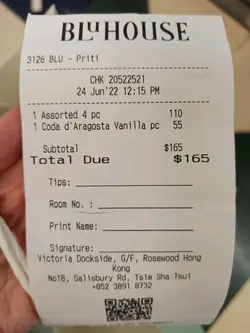 BLUHOUSE
3126 BLU - Priti
CHK 20522521
24 Jun'22 12:15 PM
1 Assorted 4 pc 110
1 Coda d'Aragosta Vanilla pc 55
Subtotal $165
Total Due $165
Tips:
Room No.:
Print Name:
Signature:
Victoria Dockside, G/F, Rosewood Hong
Kong
No18, Salisbury Rd, Tsim Sha Tsui
+852 3891 8732